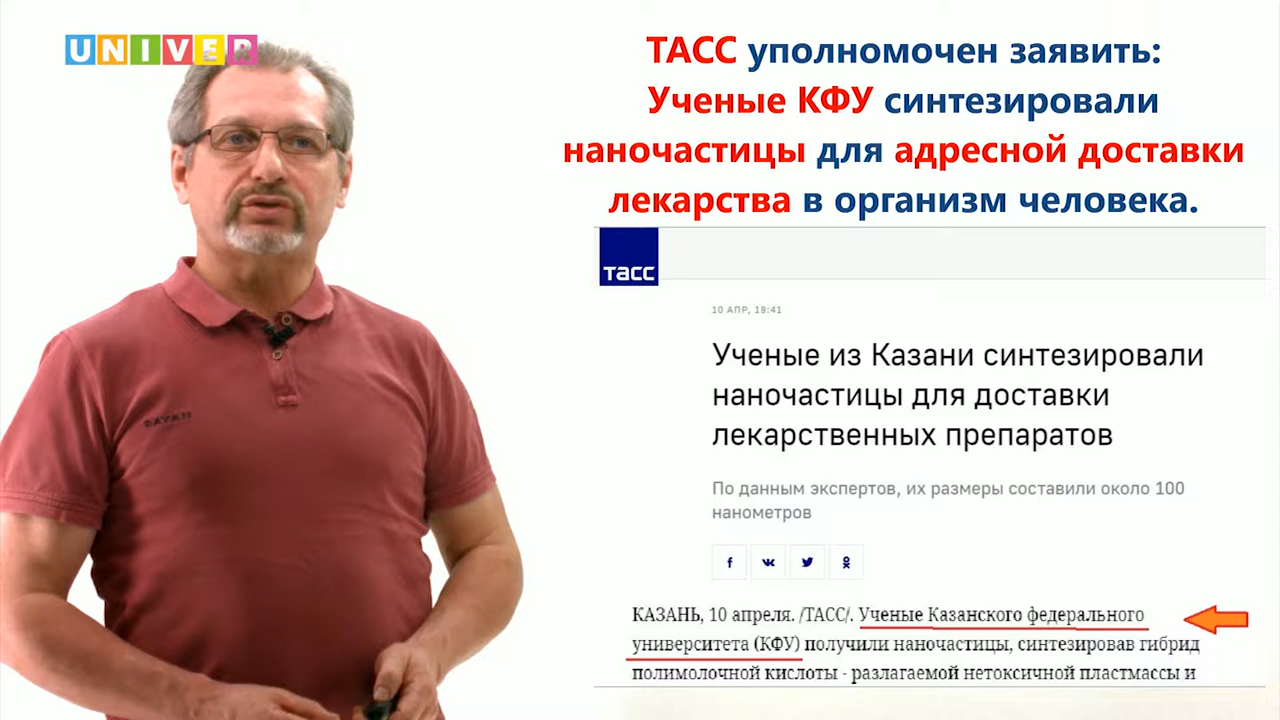 UNIVER
ТАСС уполномочен заявить:
Ученые КФУ синтезировали
наночастицы для адресной доставки
лекарства в организм человека.
тасс
10 АПР, 19:41
Ученые из Казани синтезировали
наночастицы для доставки
лекарственных препаратов
По данным экспертов, их размеры составили около 100
нанометров
КАЗАНЬ, 10 апреля. /ТАСС/. Ученые Казанского федерального
университета (КФУ) получили наночастицы, синтезировав гибрид
полимолочной кислоты - разлагаемой нетоксичной пластмассы и